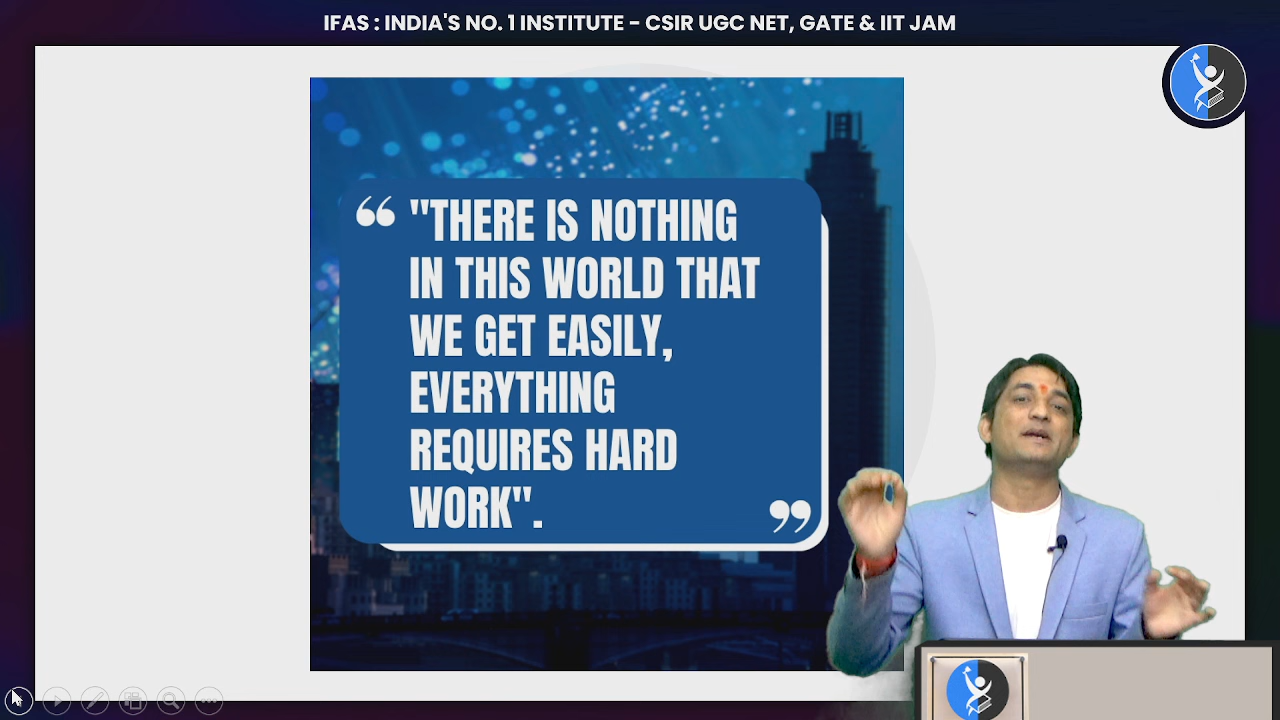 IFAS : INDIA'S NO. 1 INSTITUTE - CSIR UGC NET, GATE & IIT JAM
“ "THERE IS NOTHING
IN THIS WORLD THAT
WE GET EASILY,
EVERYTHING
REQUIRES HARD
WORK". ”